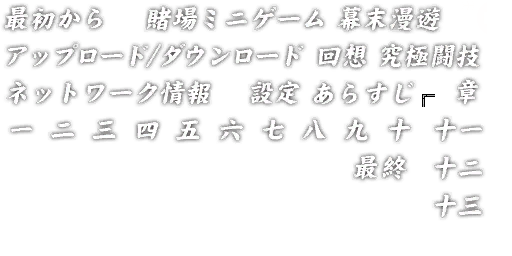 最初から 賭場ミニゲーム 幕末漫遊
アップロード/ダウンロード 回想 究極闘技
ネットワーク情報 設定 あらすじ 章
一 二 三 四 五 六 七 八 九 十 十一
最終 十二
十三